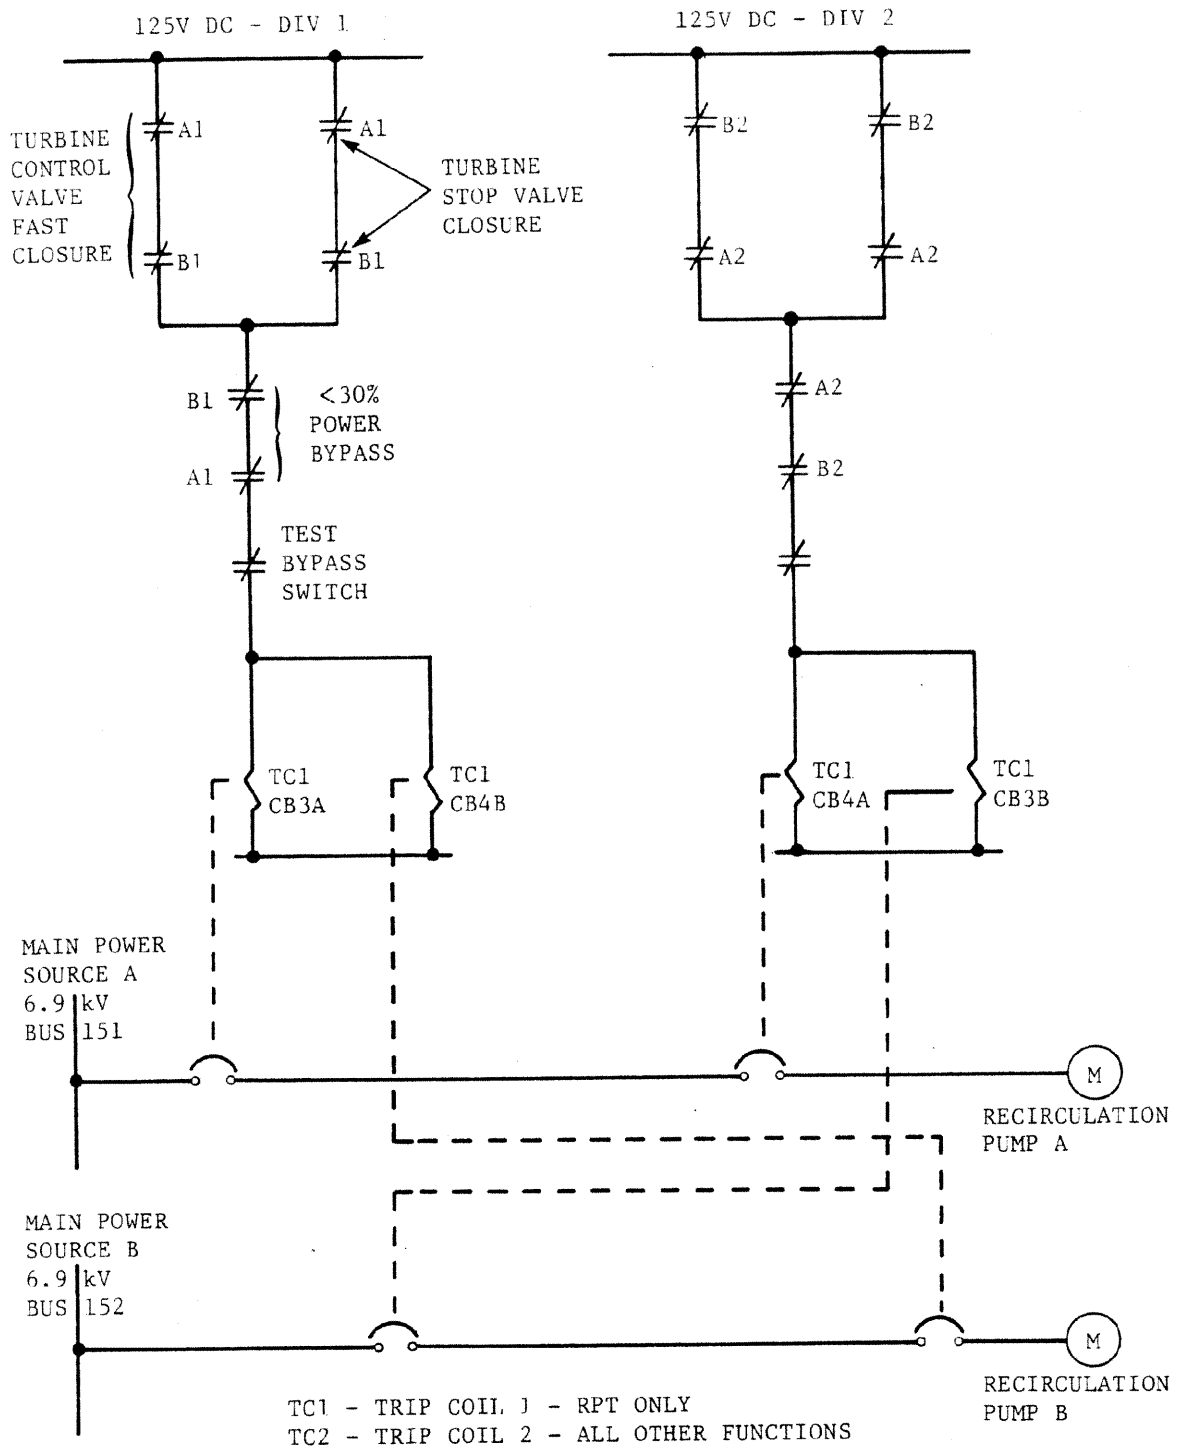 125V DC - DIV 1
125V DC - DIV 2
A1
A1
B2
B2
TURBINE
CONTROL
VALVE
FAST
CLOSURE
TURBINE
STOP VALVE
CLOSURE
B1
B1
A2
A2
B1
<30%
POWER
BYPASS
A2
A1
B2
TEST
BYPASS
SWITCH
TC1
CB3A
TC1
CB4B
TC1
CB4A
TC1
CB3B
MAIN POWER
SOURCE A
6.9 kV
BUS 151
M
RECIRCULATION
PUMP A
MAIN POWER
SOURCE B
6.9 kV
BUS 152
M
RECIRCULATION
PUMP B
TC1 - TRIP COIL 1 - RPT ONLY
TC2 - TRIP COIL 2 - ALL OTHER FUNCTIONS